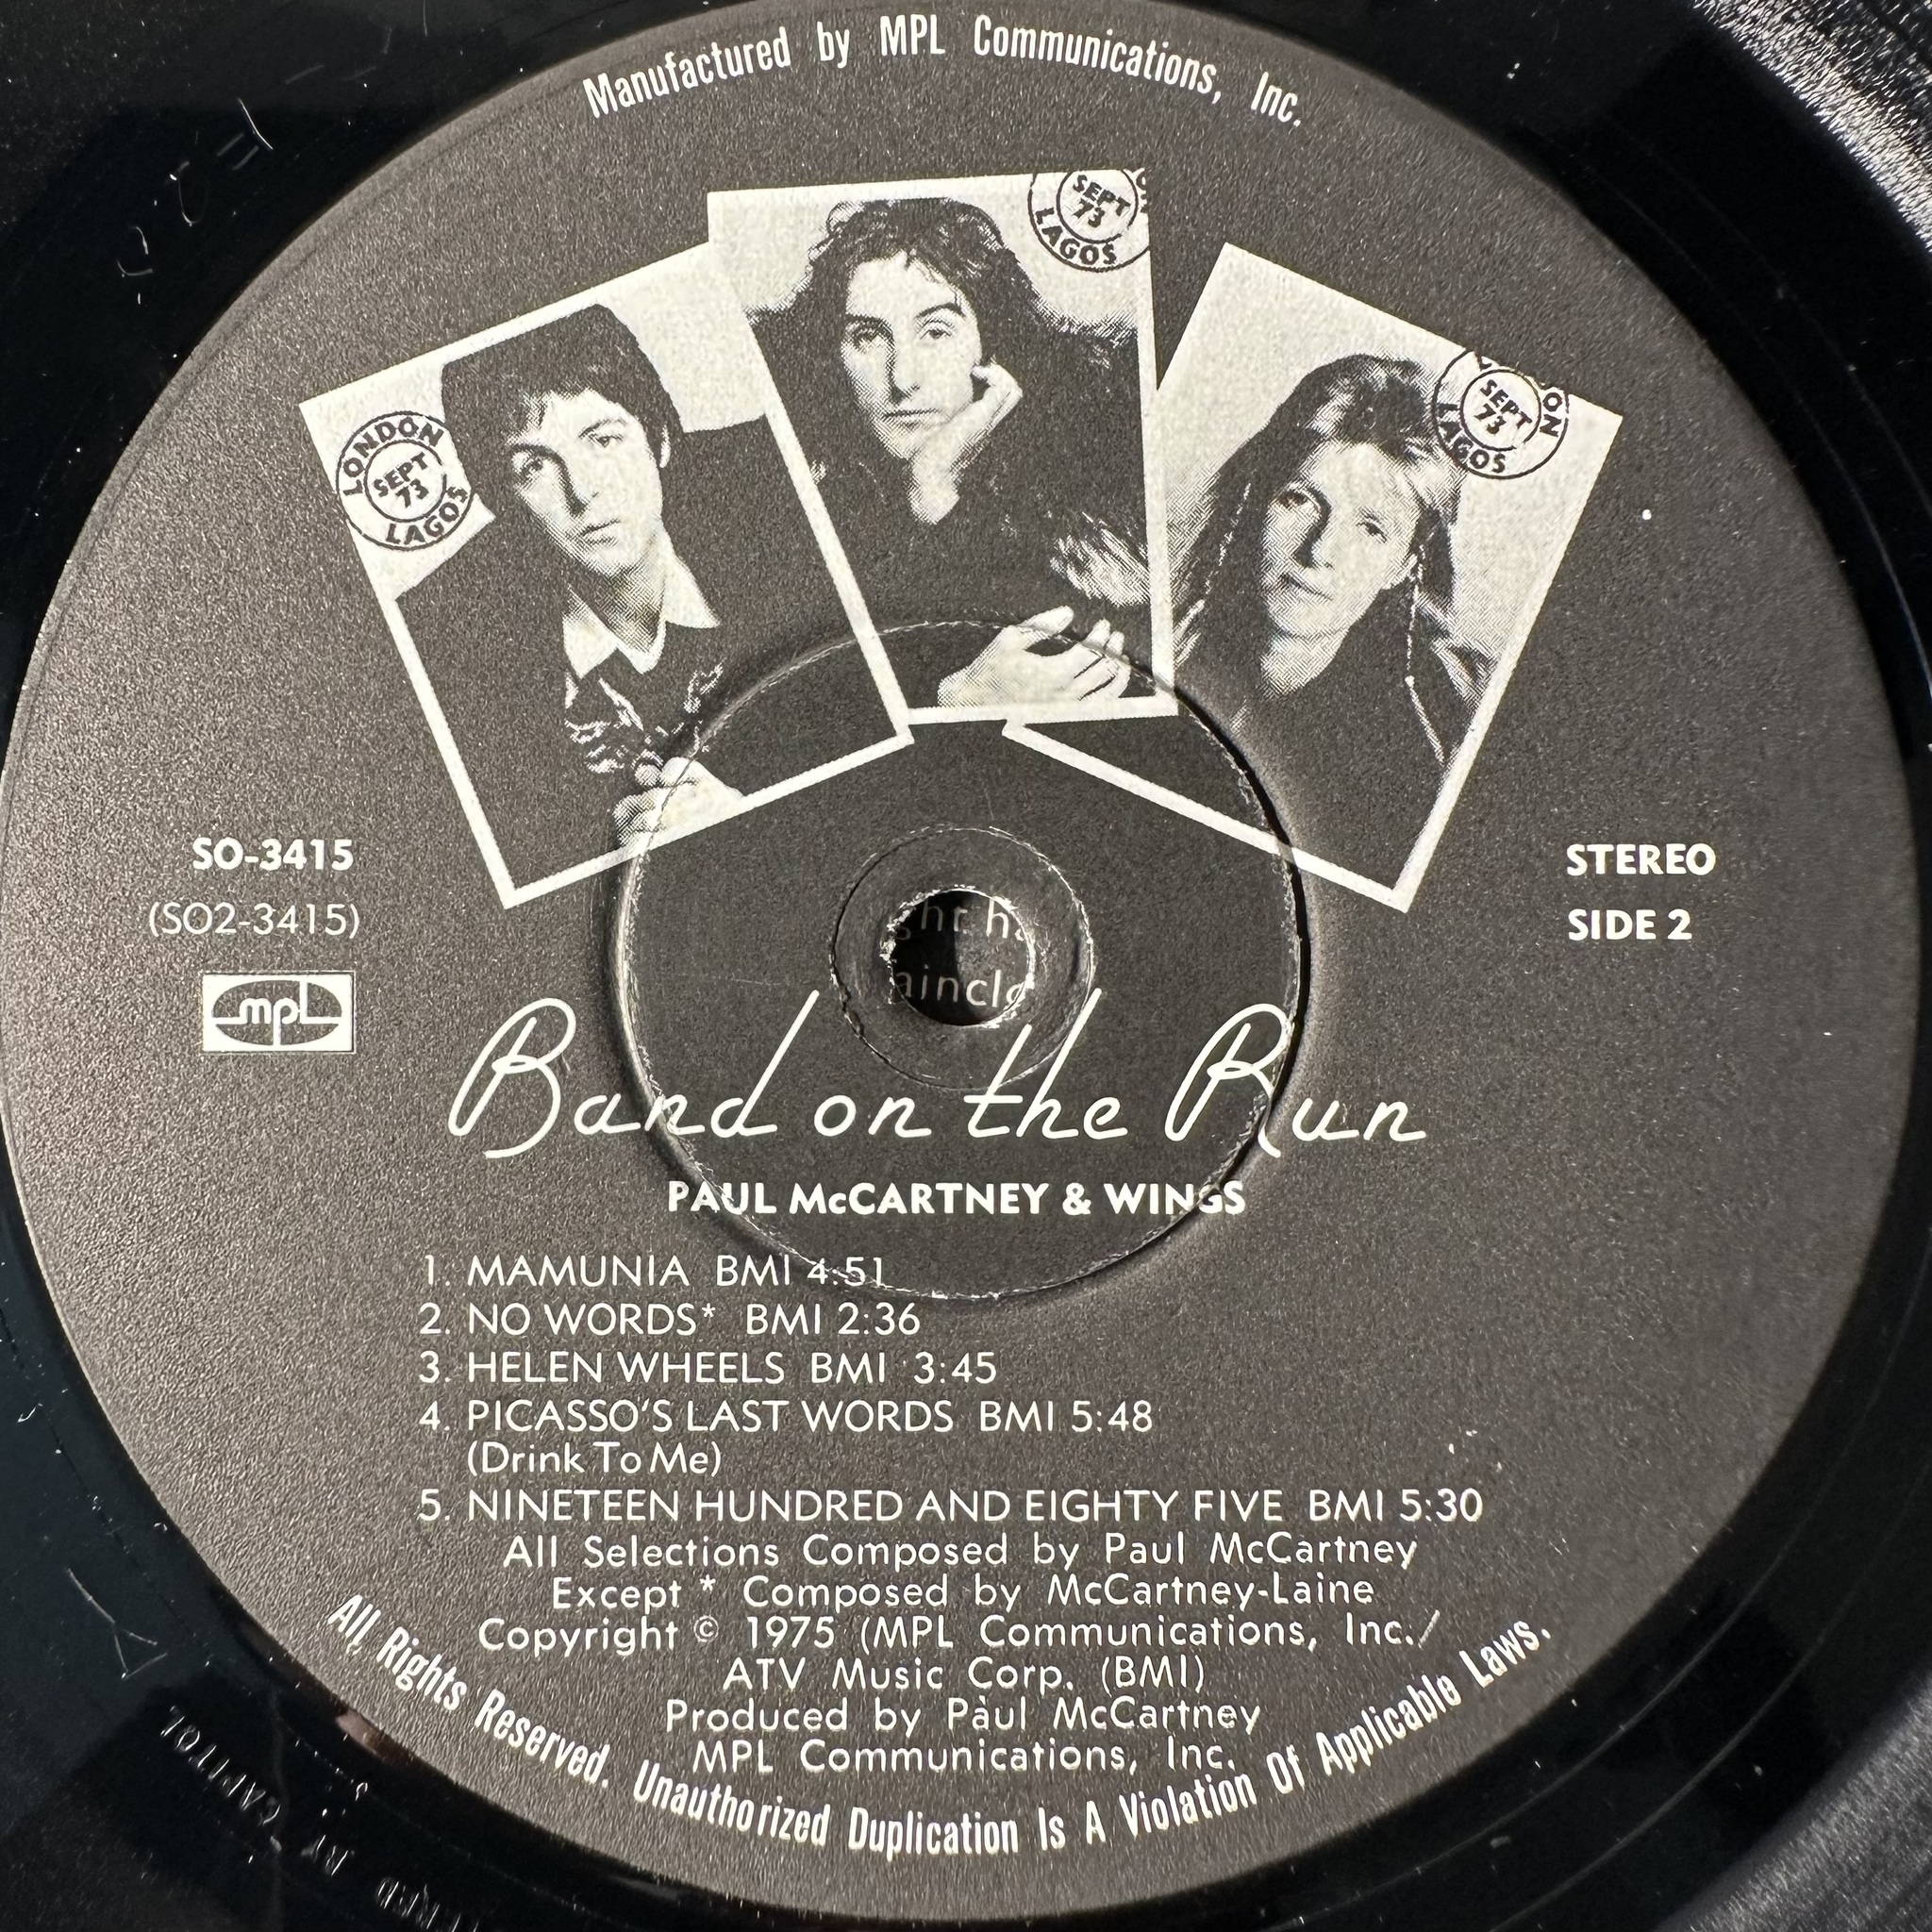 Manufactured by MPL Communications, Inc.
LONDON
SEPT
73
LAGOS
SEPT
73
LAGOS
SEPT
73
LAGOS
SO-3415
(SO2-3415)
mpl
STEREO
SIDE 2
Band on the Run
PAUL McCARTNEY & WINGS
1. MAMUNIA BMI 4:51
2. NO WORDS* BMI 2:36
3. HELEN WHEELS BMI 3:45
4. PICASSO'S LAST WORDS BMI 5:48
(Drink To Me)
5. NINETEEN HUNDRED AND EIGHTY FIVE BMI 5:30
All Selections Composed by Paul McCartney
Except * Composed by McCartney-Laine
Copyright © 1975 (MPL Communications, Inc./
ATV Music Corp. (BMI)
Produced by Paul McCartney
MPL Communications, Inc.
All Rights Reserved. Unauthorized Duplication Is A Violation Of Applicable Laws.
BY CAPITOL